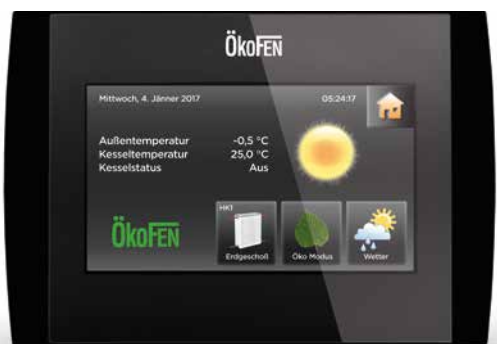 ÖkoFEN
Mittwoch, 4. Jänner 2017 05:24:17
Außentemperatur -0,5 °C
Kesseltemperatur 25,0 °C
Kesselstatus Aus
ÖkoFEN
HK1
Erdgeschoß Öko Modus Wetter